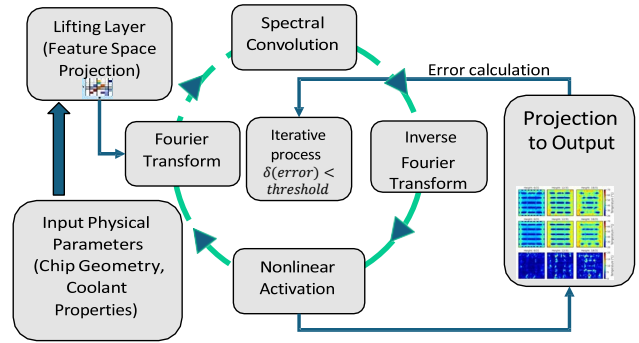 Lifting Layer
(Feature Space
Projection)
Spectral
Convolution
Error calculation
Fourier
Transform
Iterative
process
δ(error) <
threshold
Inverse
Fourier
Transform
Projection
to Output
Input Physical
Parameters
(Chip Geometry,
Coolant
Properties)
Nonlinear
Activation